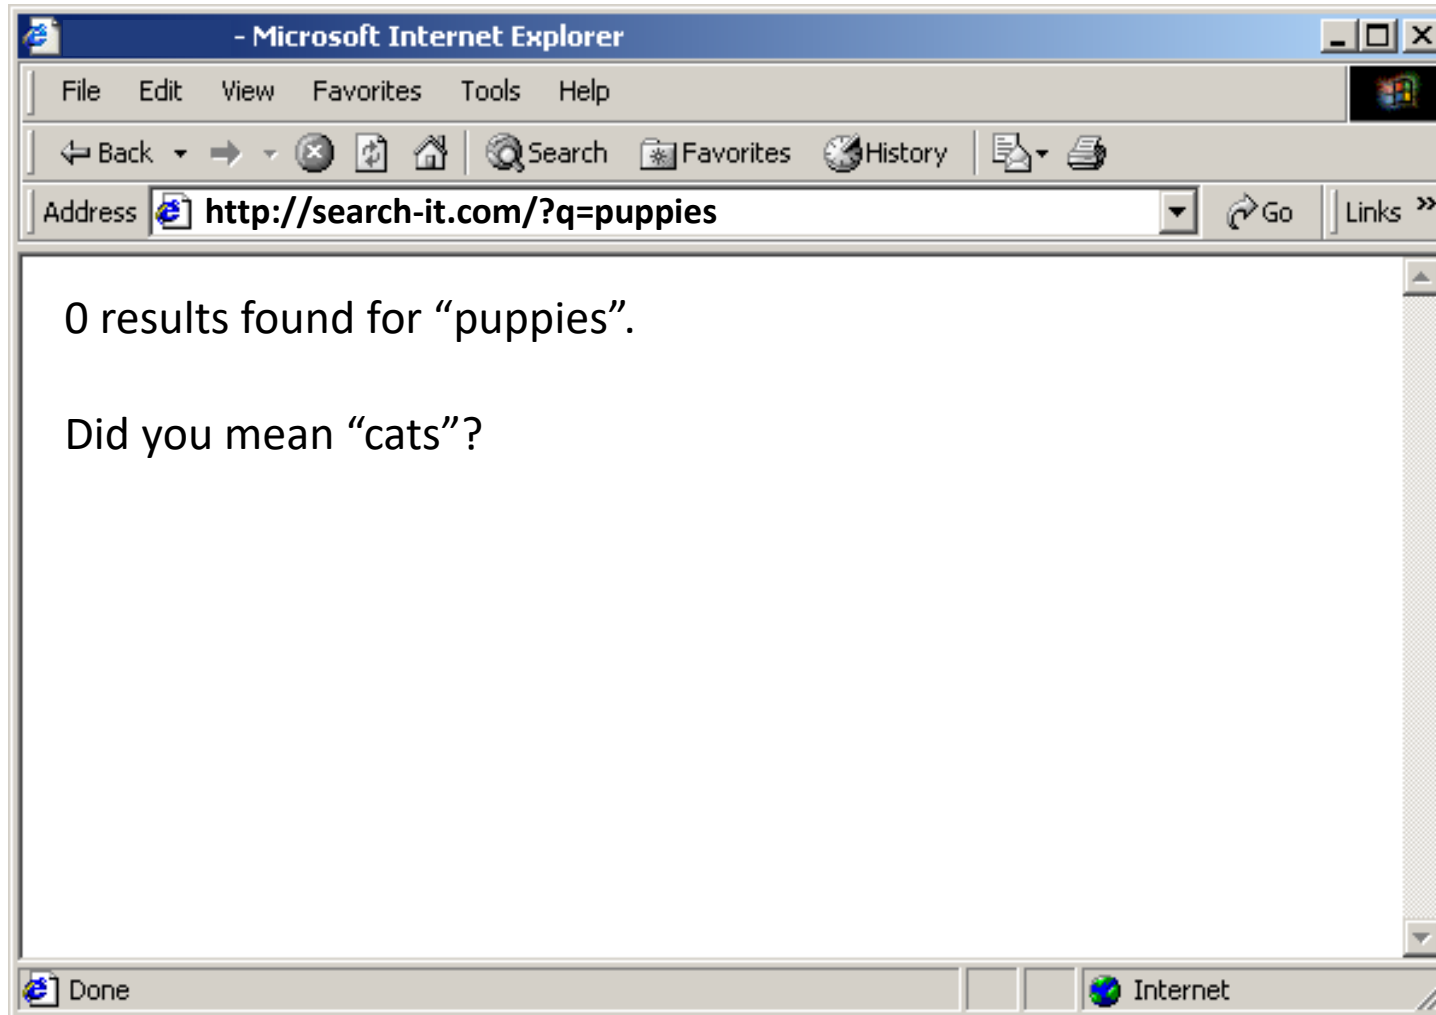 - Microsoft Internet Explorer
File Edit View Favorites Tools Help
Back Search Favorites History
Address http://search-it.com/?q=puppies Go Links »
0 results found for “puppies”.
Did you mean “cats”?
Done Internet